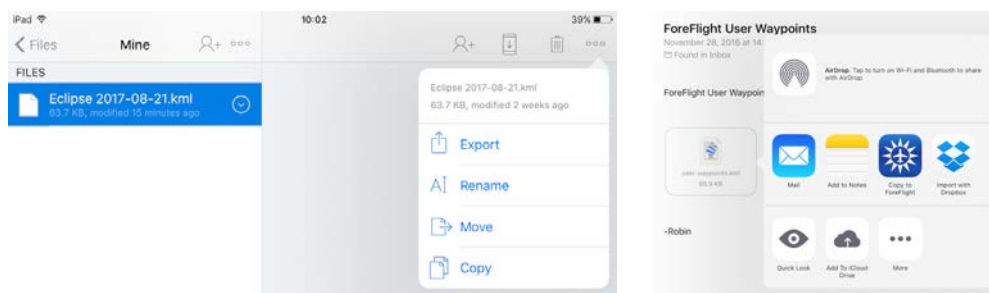 iPad
10:02
39%
Files
Mine
FILES
Eclipse 2017-08-21.kml
63.7 KB, modified 15 minutes ago
Eclipse 2017-08-21.kml
63.7 KB, modified 2 weeks ago
Export
Rename
Move
Copy
ForeFlight User Waypoints
November 28, 2016 at 14:
Found in Inbox
AirDrop. Tap to turn on Wi-Fi and Bluetooth to share
with AirDrop.
ForeFlight User Waypoin
user waypoints.kml
Mail
Add to Notes
Copy to
ForeFlight
Import with
Dropbox
-Robin
Quick Look
Add To iCloud
Drive
More